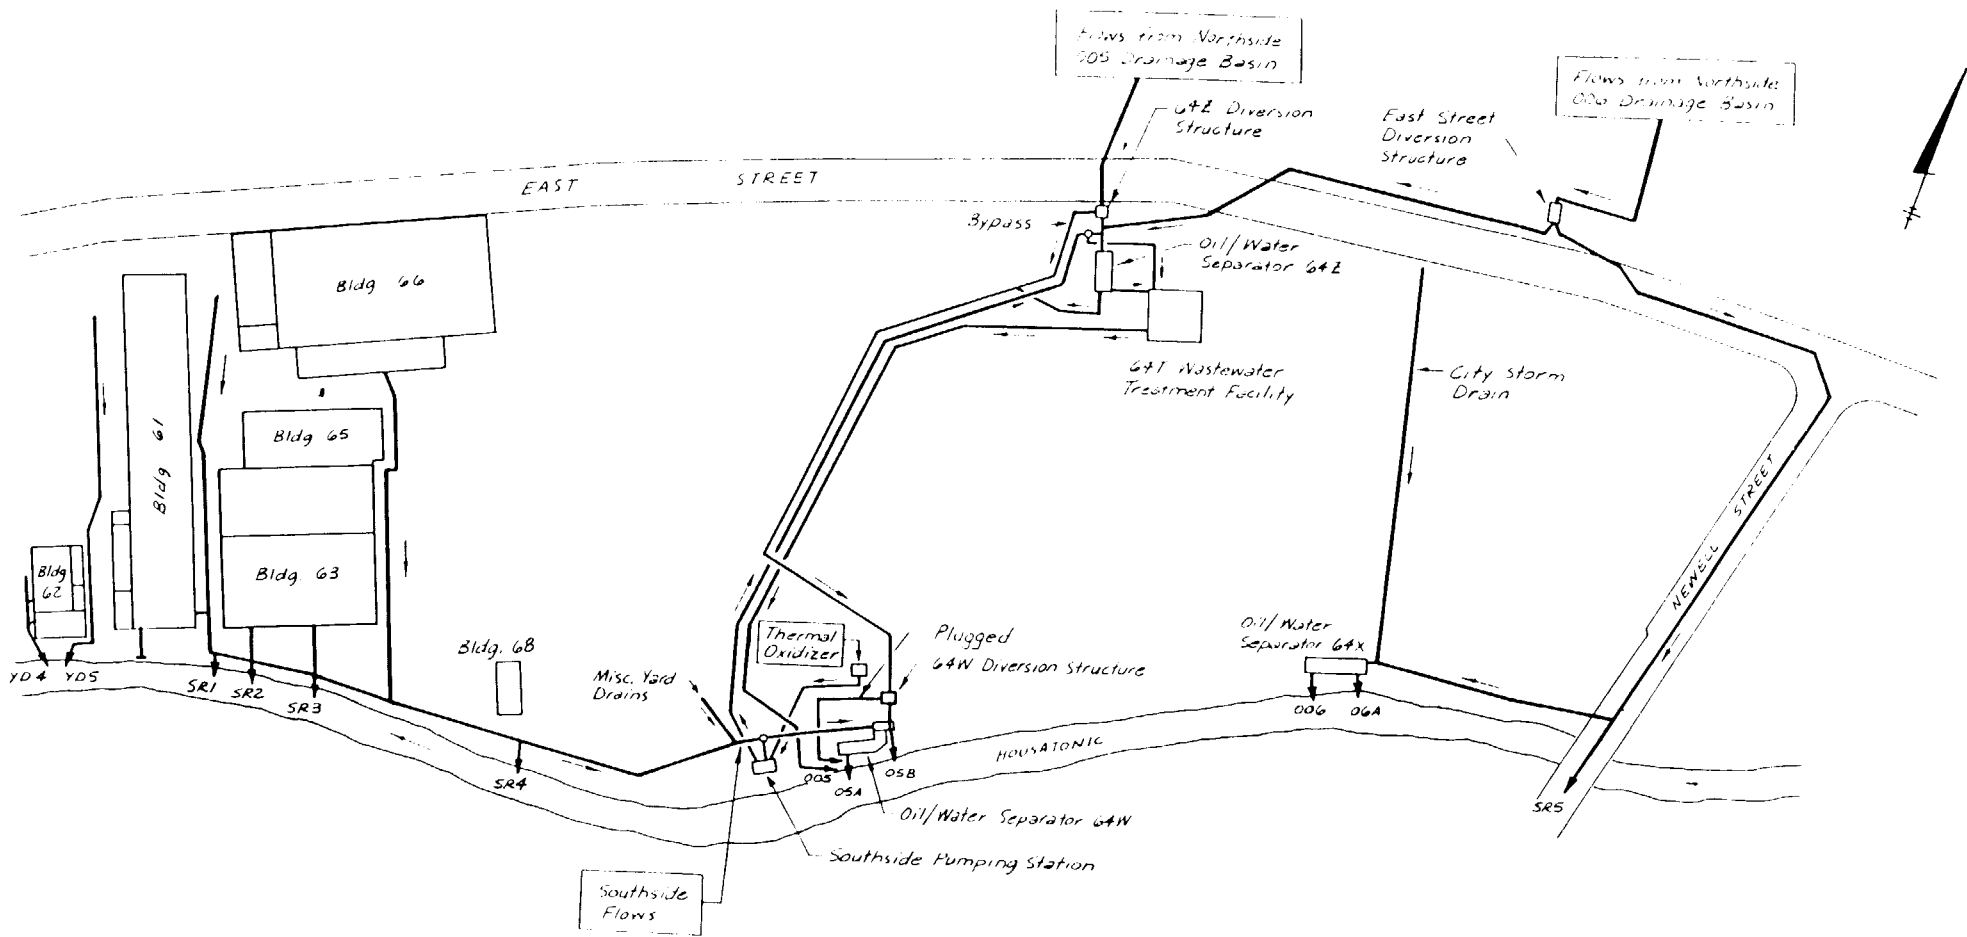 Flows from Northside
005 Drainage Basin
Flows from Northside
006 Drainage Basin
64Z Diversion
Structure
East Street
Diversion
Structure
EAST STREET
Bypass
Oil/Water
Separator 64Z
Bldg 66
64T Wastewater
Treatment Facility
City Storm
Drain
Bldg 65
Bldg 61
Bldg. 63
Bldg
62
NEWELL STREET
Thermal
Oxidizer
Plugged
64W Diversion Structure
Oil/Water
Separator 64X
Bldg. 68
Misc. Yard
Drains
YD4
YD5
SR1
SR2
SR3
SR4
006
06A
HOUSATONIC
005
05A
05B
SR5
Oil/Water Separator 64W
Southside Pumping Station
Southside
Flows